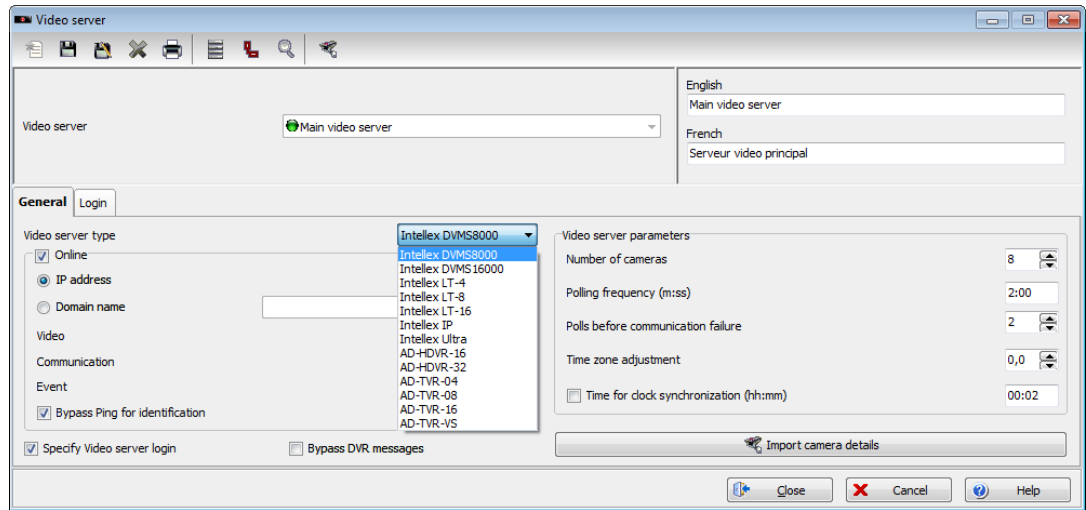 Video server
English
Main video server
Video server
Main video server
French
Serveur video principal
General
Login
Video server type
Intellex DVMS8000
Intellex DVMS8000
Intellex DVMS16000
Intellex LT-4
Intellex LT-8
Intellex LT-16
Intellex IP
Intellex Ultra
AD-HDVR-16
AD-HDVR-32
AD-TVR-04
AD-TVR-08
AD-TVR-16
AD-TVR-VS
Online
IP address
Domain name
Video
Communication
Event
Bypass Ping for identification
Specify Video server login
Bypass DVR messages
Video server parameters
Number of cameras
8
Polling frequency (m:ss)
2:00
Polls before communication failure
2
Time zone adjustment
0,0
Time for clock synchronization (hh:mm)
00:02
Import camera details
Close
Cancel
Help